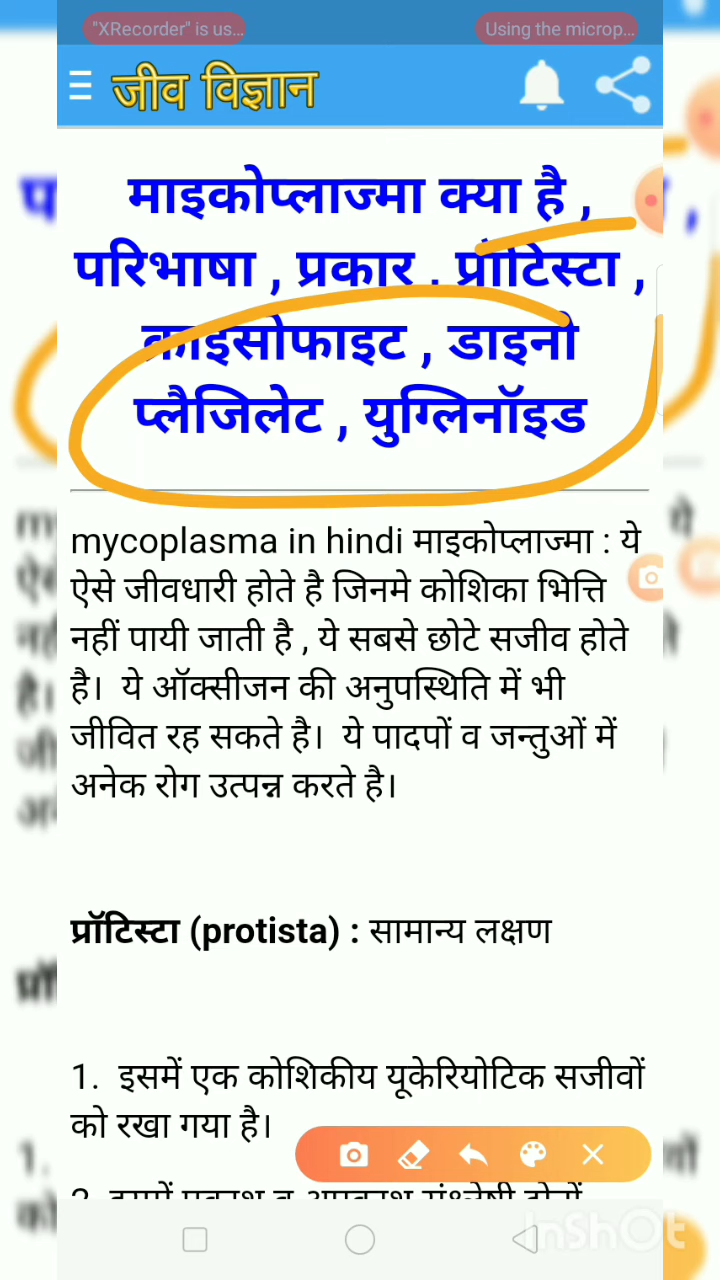 "XRecorder" is us...
Using the microp...
जीव विज्ञान
माइकोप्लाज्मा क्या है ,
परिभाषा , प्रकार , प्रोटिस्टा ,
क्राइसोफाइट , डाइनो
प्लैजिलेट , युग्लिनॉइड
mycoplasma in hindi माइकोप्लाज्मा : ये
ऐसे जीवधारी होते है जिनमे कोशिका भित्ति
नहीं पायी जाती है , ये सबसे छोटे सजीव होते
है। ये ऑक्सीजन की अनुपस्थिति में भी
जीवित रह सकते है। ये पादपों व जन्तुओं में
अनेक रोग उत्पन्न करते है।
प्रॉटिस्टा (protista) : सामान्य लक्षण
1. इसमें एक कोशिकीय यूकेरियोटिक सजीवों
को रखा गया है।
InShOt